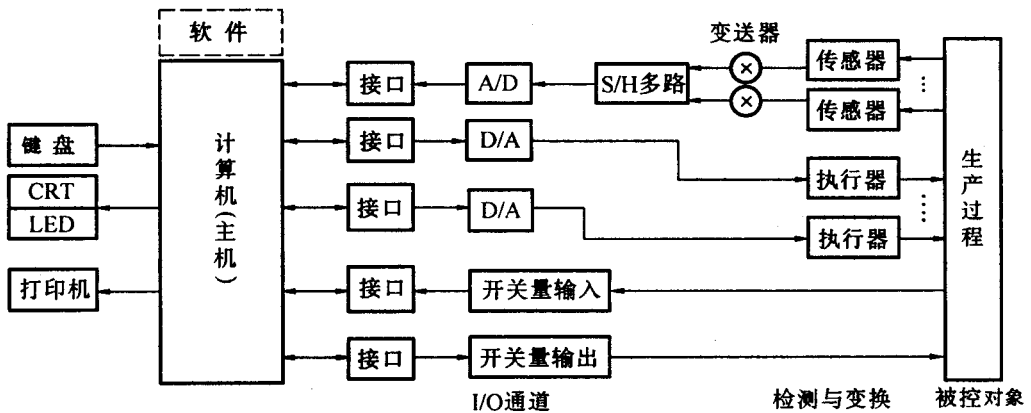 软件
变送器
接口
A/D
S/H多路
传感器
传感器
键盘
CRT
LED
打印机
计算机(主机)
接口
D/A
接口
D/A
执行器
执行器
生产过程
接口
开关量输入
接口
开关量输出
I/O通道
检测与变换
被控对象